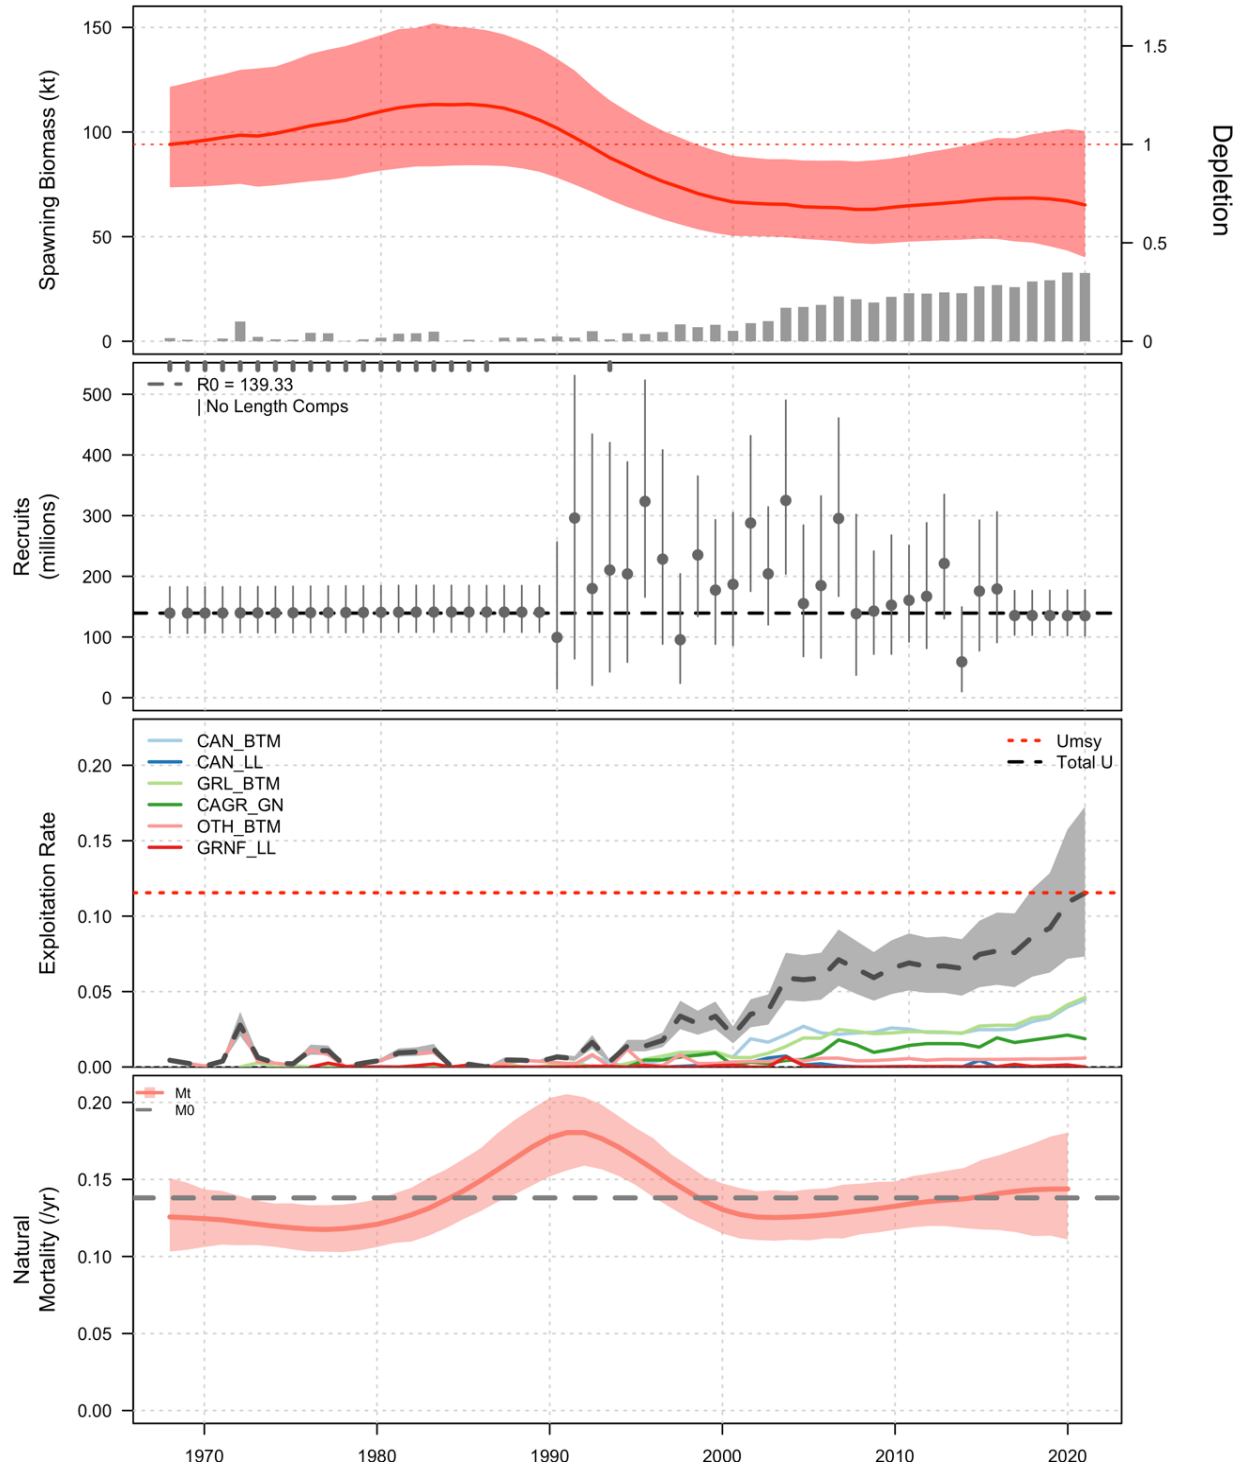 Spawning Biomass (kt)
150
100
50
0
1.5
1
0.5
0
Depletion
Recruits
(millions)
500
400
300
200
100
0
R0 = 139.33
| No Length Comps
Exploitation Rate
0.20
0.15
0.10
0.05
0.00
CAN_BTM
CAN_LL
GRL_BTM
CAGR_GN
OTH_BTM
GRNF_LL
Umsy
Total U
Natural
Mortality (/yr)
0.20
0.15
0.10
0.05
0.00
Mt
M0
1970 1980 1990 2000 2010 2020